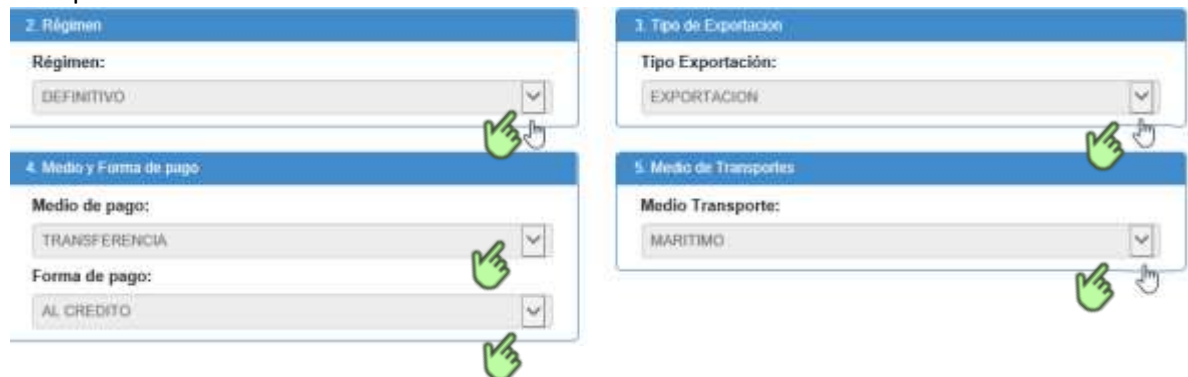 2. Régimen
Régimen:
DEFINITIVO
3. Tipo de Exportacion
Tipo Exportación:
EXPORTACION
4. Medio y Forma de pago
Medio de pago:
TRANSFERENCIA
Forma de pago:
AL CREDITO
5. Medio de Transportes
Medio Transporte:
MARITIMO